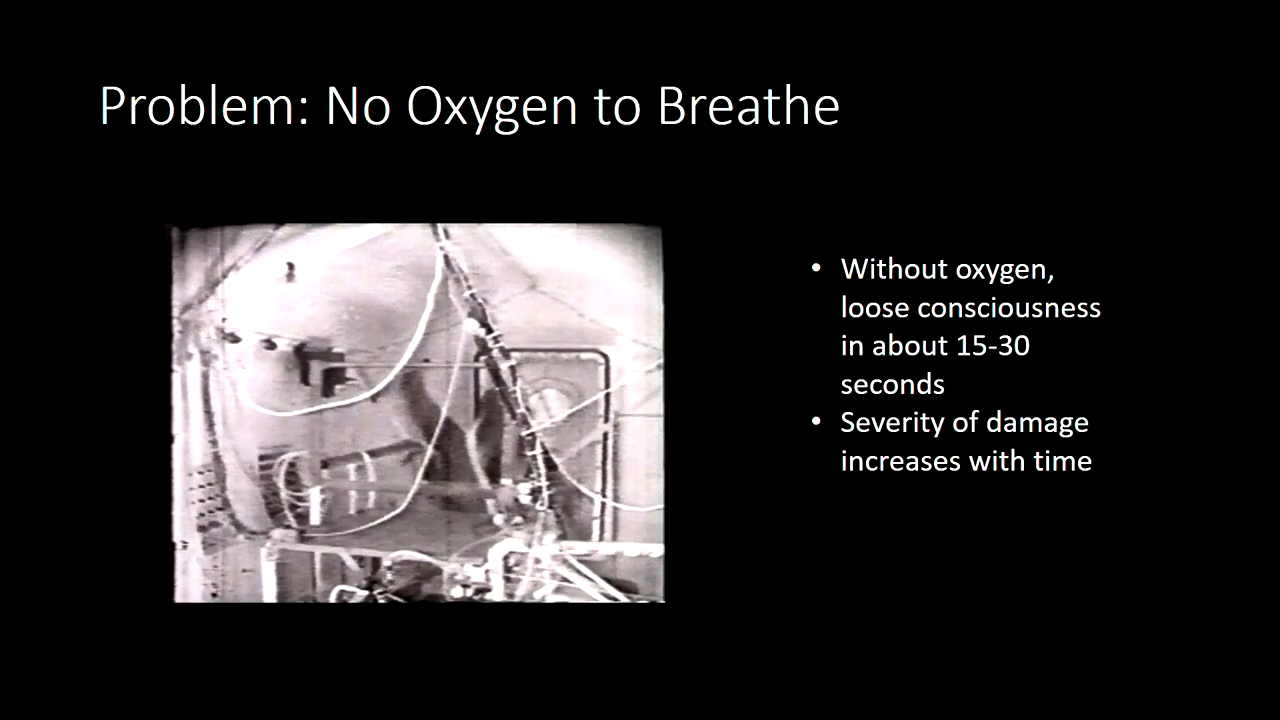 Problem: No Oxygen to Breathe
• Without oxygen,
loose consciousness
in about 15-30
seconds
• Severity of damage
increases with time